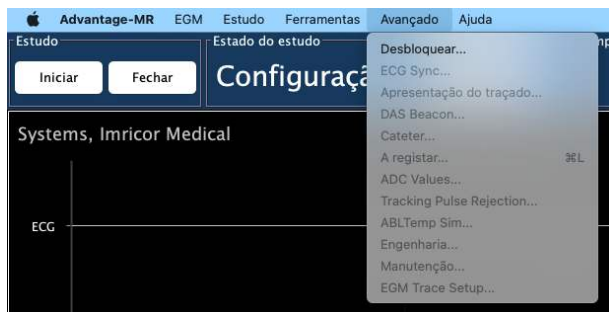 Advantage-MR EGM Estudo Ferramentas Avançado Ajuda
Estudo
Iniciar Fechar
Estado do estudo
Configuraç
Desbloquear...
ECG Sync...
Apresentação do traçado...
DAS Beacon...
Cateter...
A registar... ⌘L
ADC Values...
Tracking Pulse Rejection...
ABLTemp Sim...
Engenharia...
Manutenção...
EGM Trace Setup...
Systems, Imricor Medical
ECG